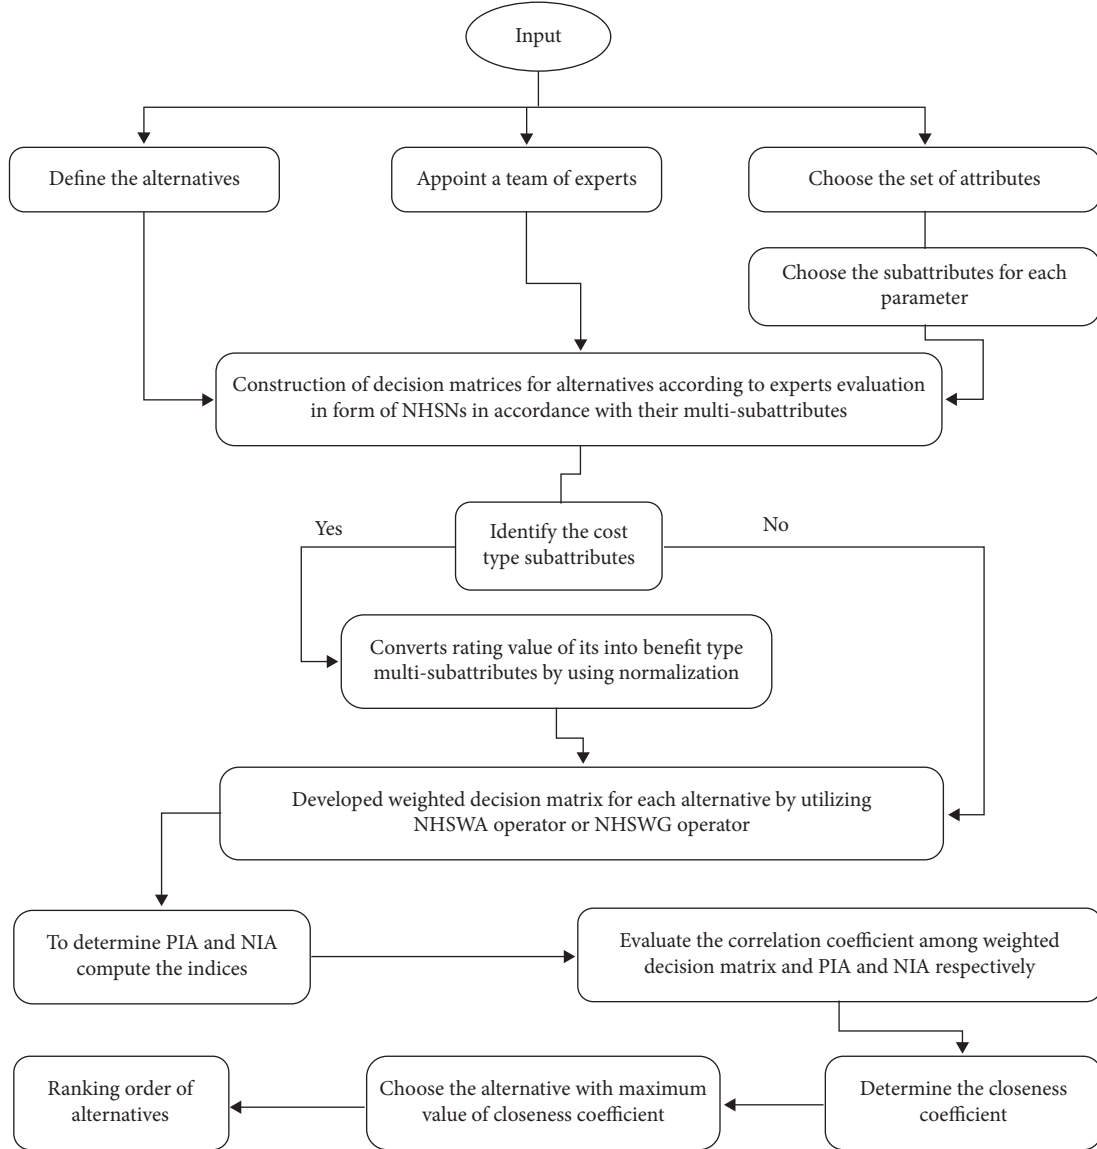 Input
Define the alternatives
Appoint a team of experts
Choose the set of attributes
Choose the subattributes for each
parameter
Construction of decision matrices for alternatives according to experts evaluation
in form of NHSNs in accordance with their multi-subattributes
Yes
Identify the cost
type subattributes
No
Converts rating value of its into benefit type
multi-subattributes by using normalization
Developed weighted decision matrix for each alternative by utilizing
NHSWA operator or NHSWG operator
To determine PIA and NIA
compute the indices
Evaluate the correlation coefficient among weighted
decision matrix and PIA and NIA respectively
Ranking order of
alternatives
Choose the alternative with maximum
value of closeness coefficient
Determine the closeness
coefficient